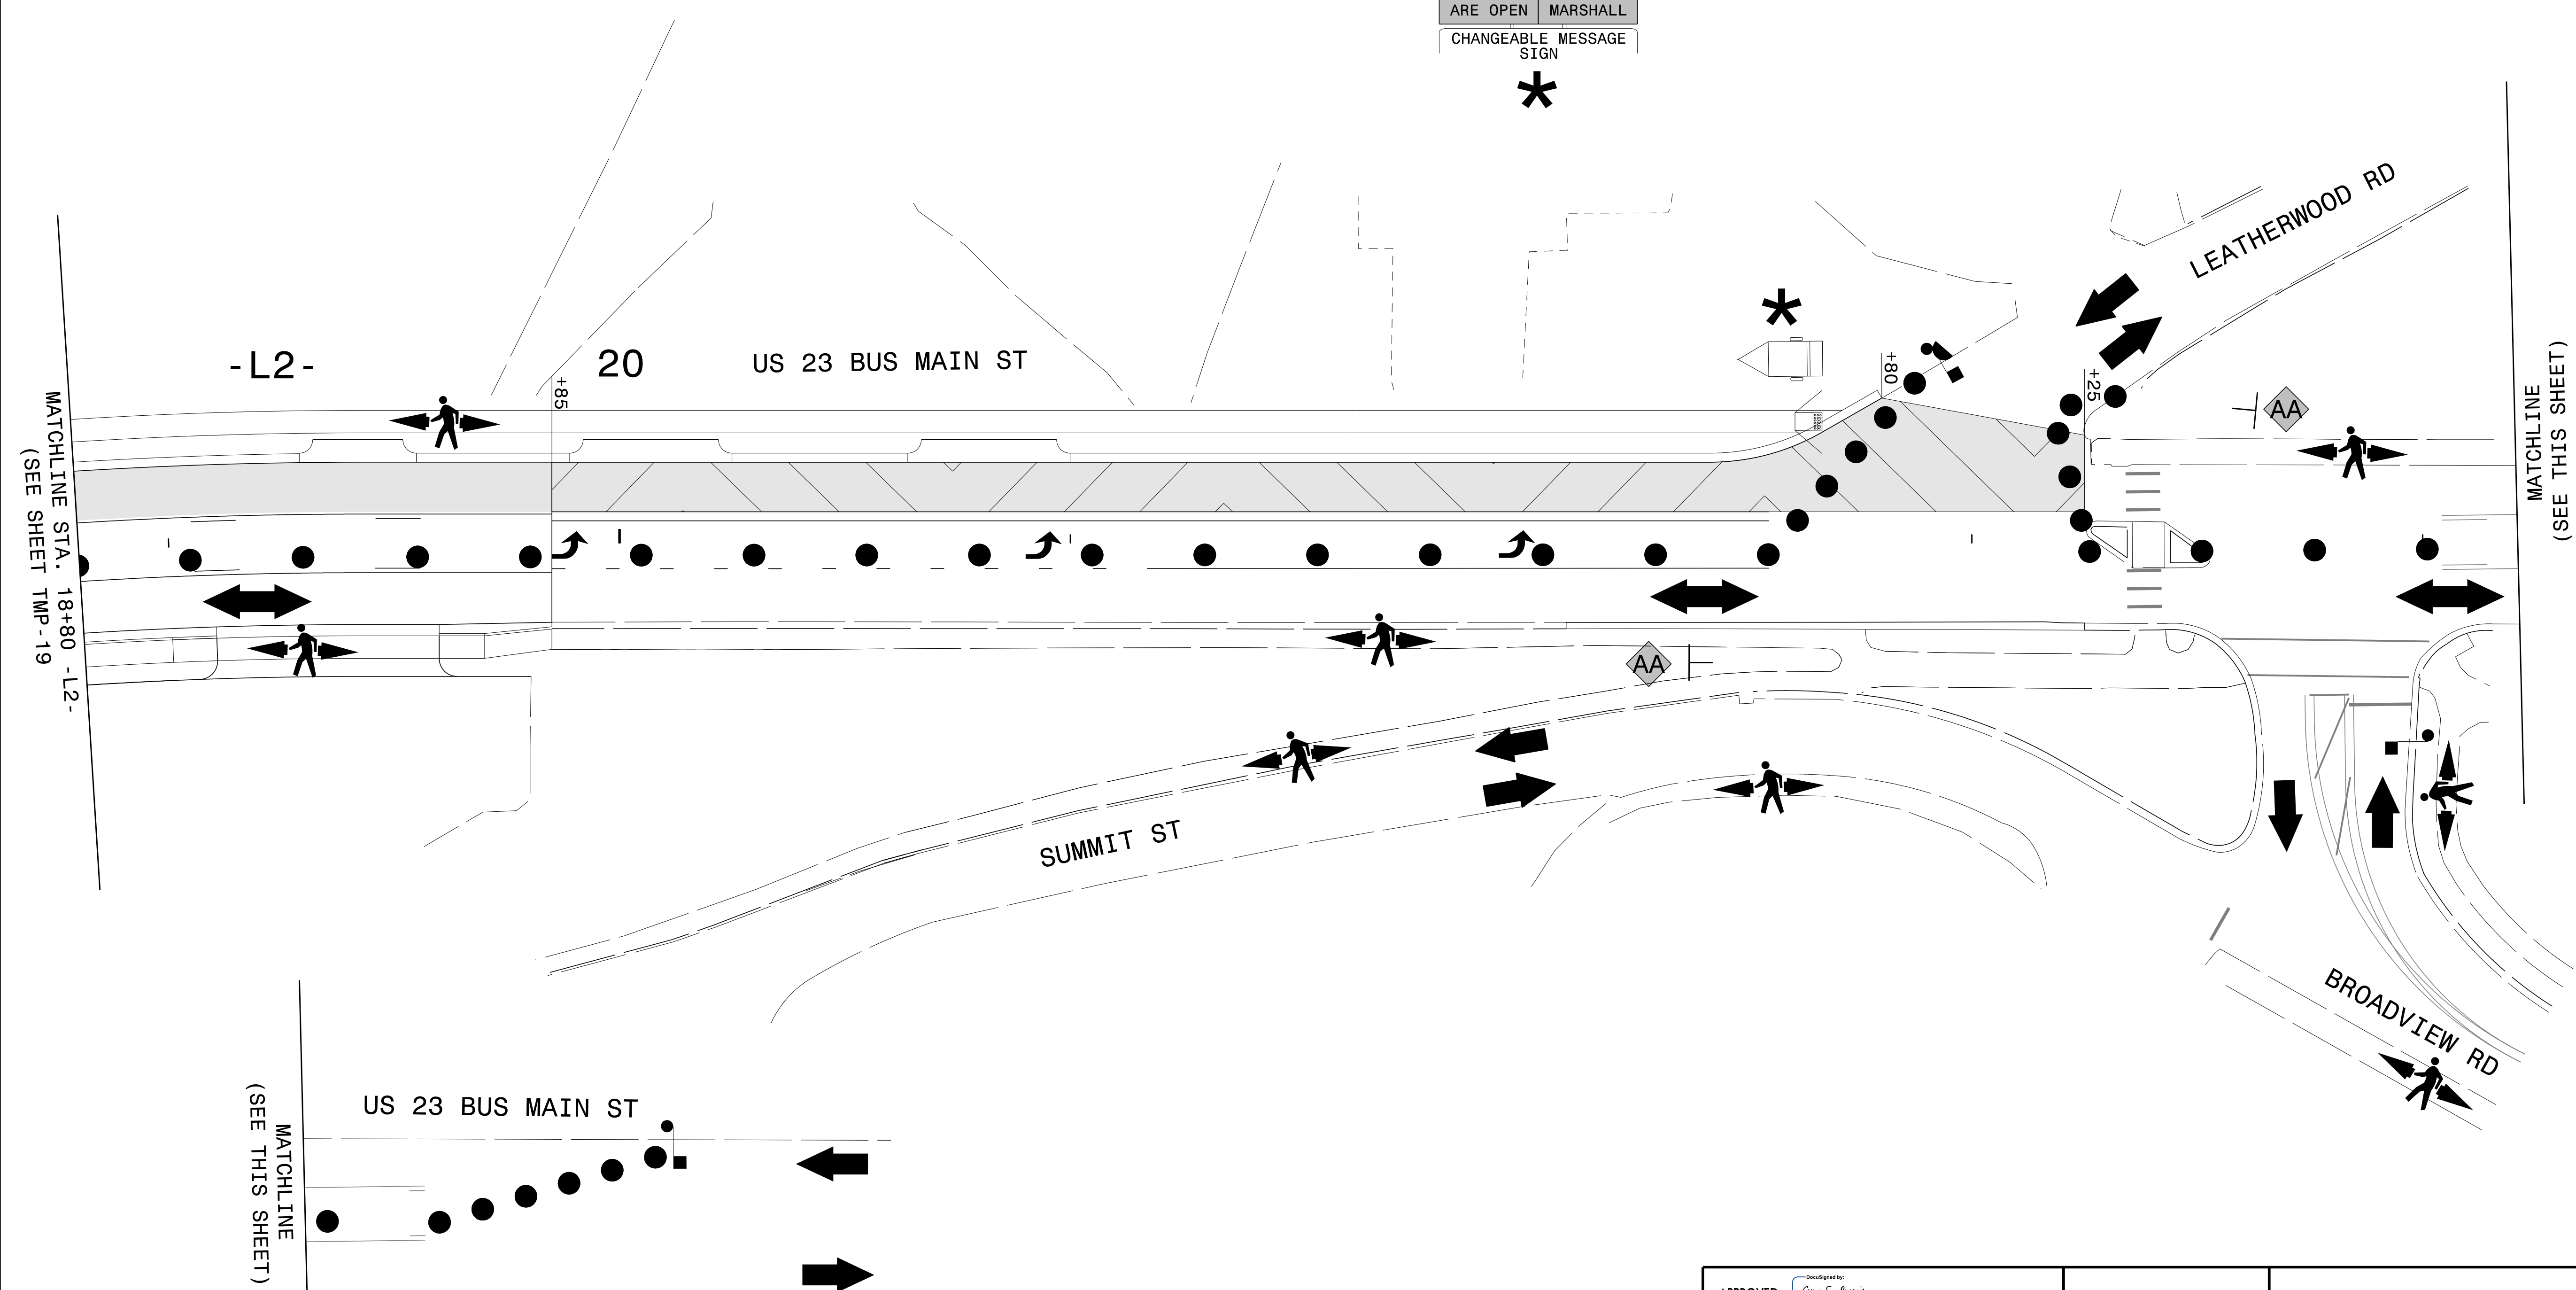 ARE OPEN MARSHALL
CHANGEABLE MESSAGE
SIGN
*
LEATHERWOOD RD
*
-L2-
20
US 23 BUS MAIN ST
+85
+80
+25
AA
MATCHLINE STA. 18+80 -L2-
(SEE SHEET TMP-19
MATCHLINE
(SEE THIS SHEET)
AA
SUMMIT ST
BROADVIEW RD
US 23 BUS MAIN ST
MATCHLINE
(SEE THIS SHEET)
DocuSigned by: